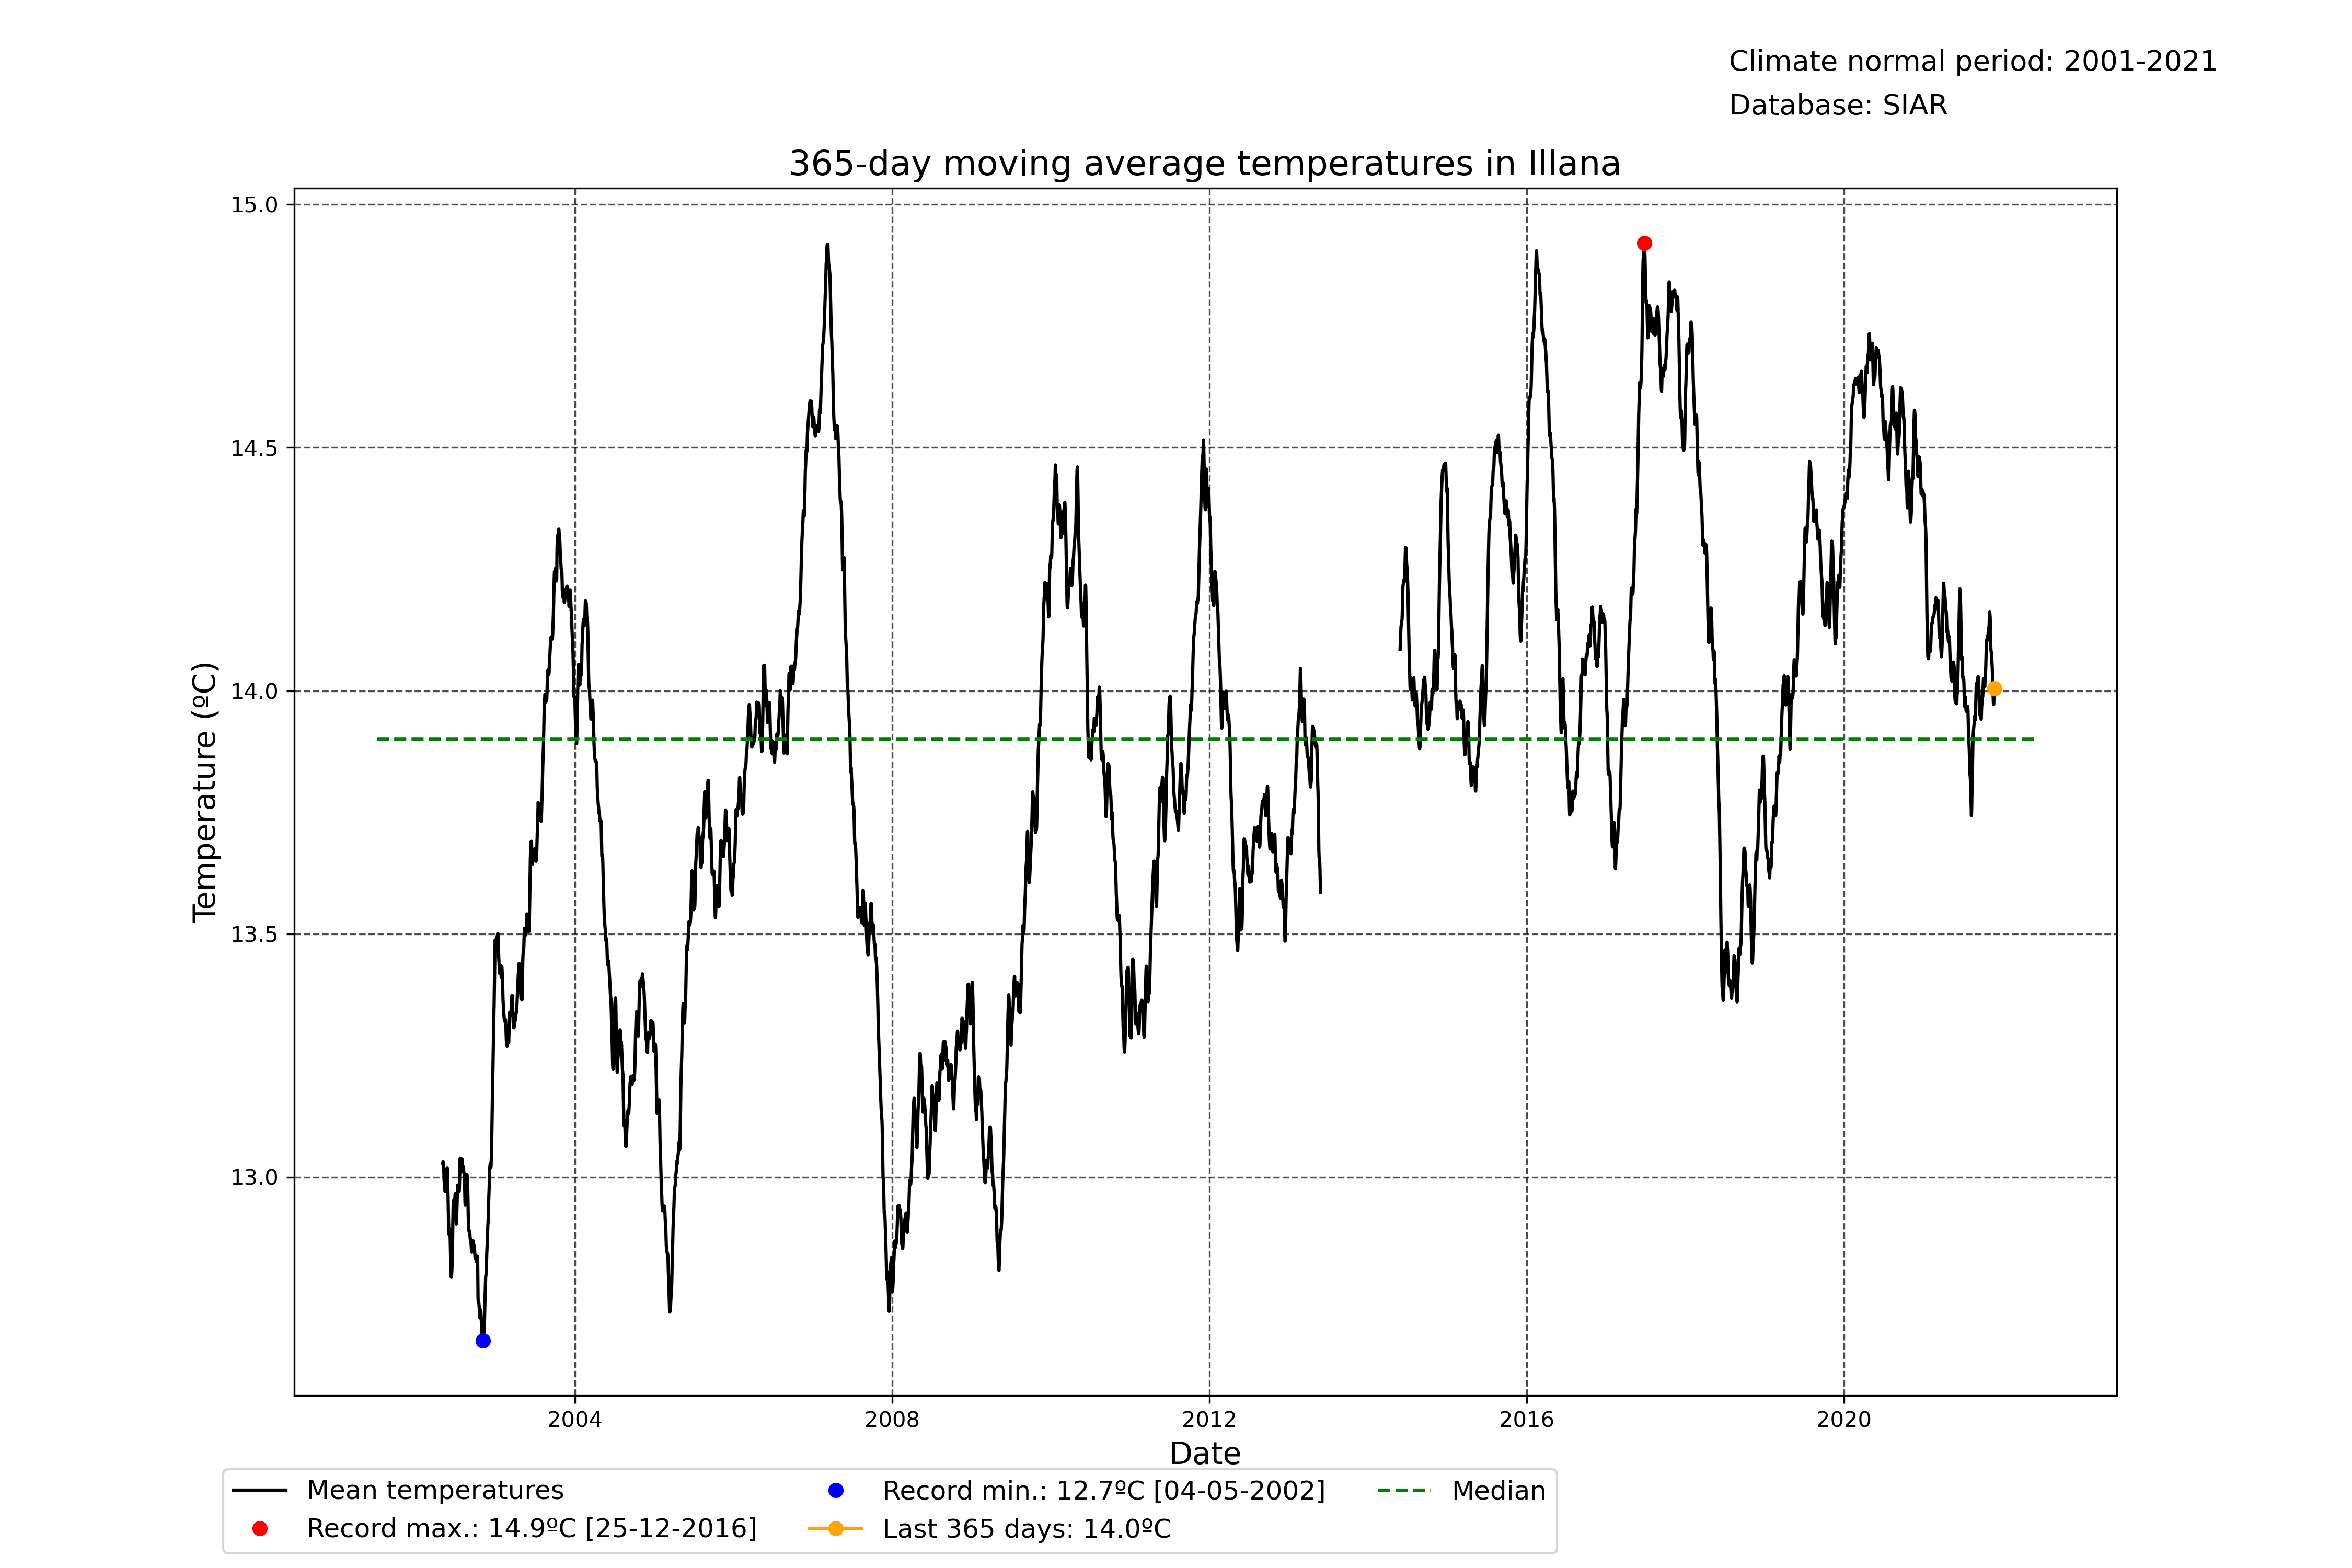 Climate normal period: 2001-2021
Database: SIAR
365-day moving average temperatures in Illana
15.0
14.5
14.0
13.5
13.0
Temperature (ºC)
2004 2008 2012 2016 2020
Date
Mean temperatures
Record max.: 14.9ºC [25-12-2016]
Record min.: 12.7ºC [04-05-2002]
Last 365 days: 14.0ºC
Median